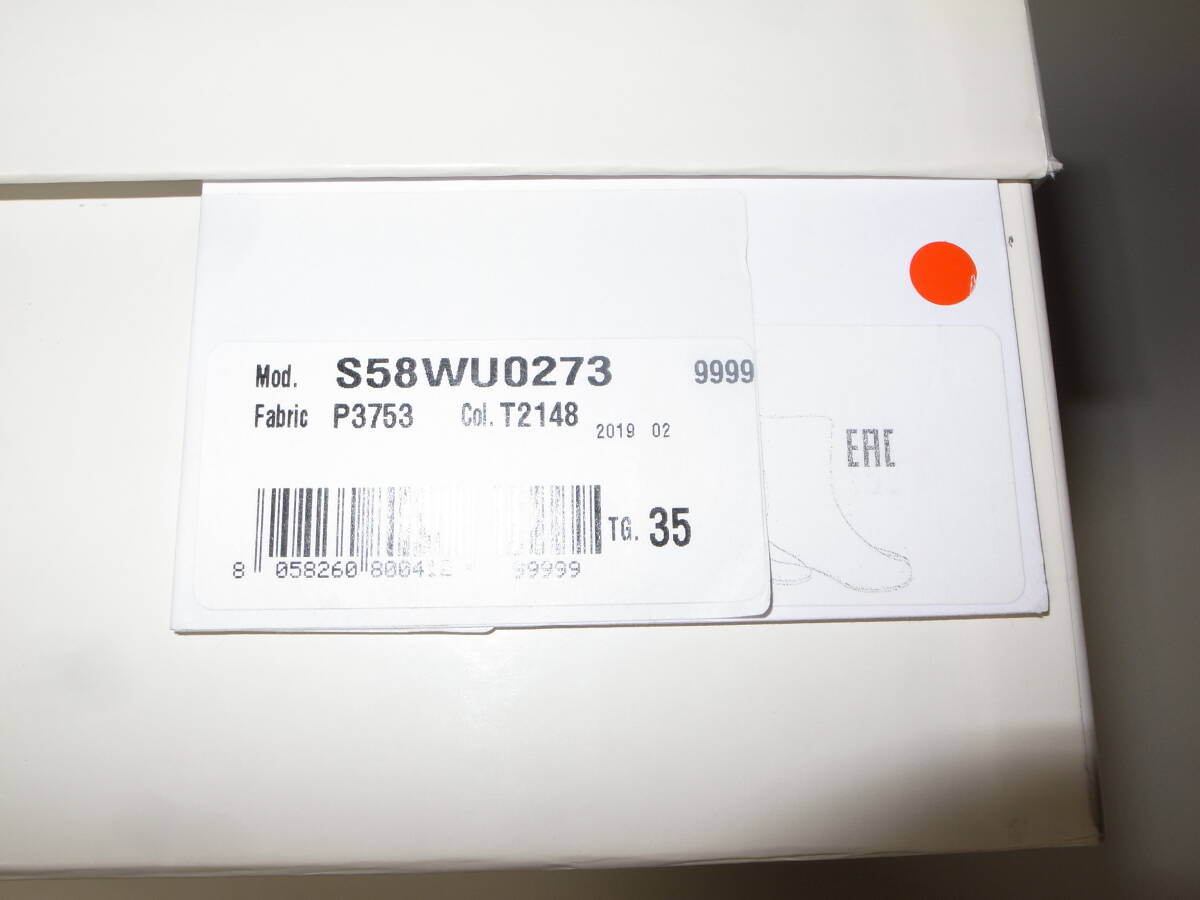 Mod. S58WU0273 9999
Fabric P3753 Col. T2148 2019 02
EAC
TG. 35
8 058260 800412 99999